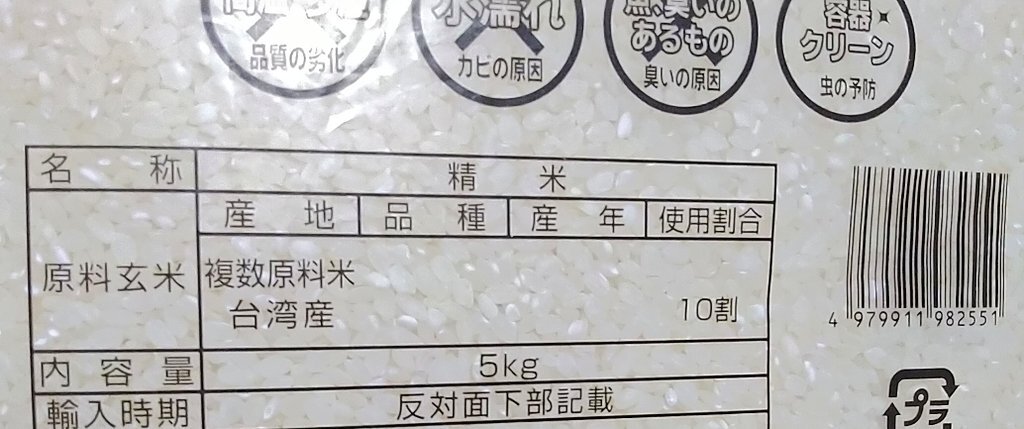 水濡れ
臭いの
あるもの
容器
クリーン
品質の劣化
カビの原因
臭いの原因
虫の予防
名 称 精 米
産 地 品 種 産 年 使用割合
原料玄米 複数原料米
台湾産 10割
内 容 量 5kg
輸入時期 反対面下部記載
4 979911 982551
プラ